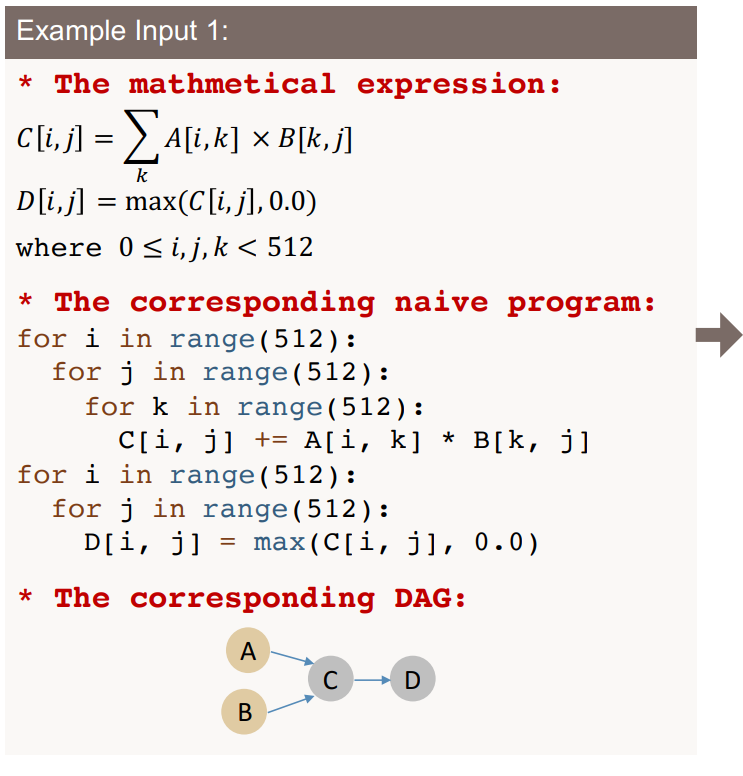 Example Input 1:
* The mathmetical expression:
C[i,j] = ∑ A[i,k] × B[k,j]
k
D[i,j] = max(C[i,j],0.0)
where 0 ≤ i,j,k < 512
* The corresponding naive program:
for i in range(512):
  for j in range(512):
    for k in range(512):
      C[i, j] += A[i, k] * B[k, j]
for i in range(512):
  for j in range(512):
    D[i, j] = max(C[i, j], 0.0)
* The corresponding DAG:
A
C
D
B